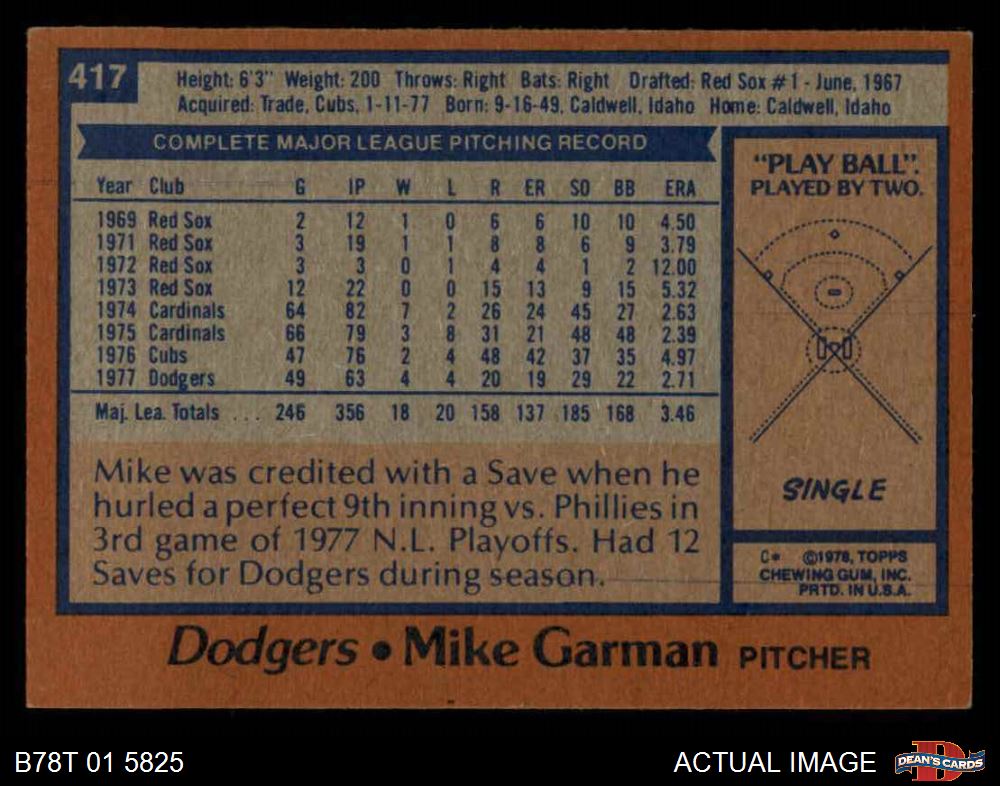 417
Height: 6'3" Weight: 200 Throws: Right Bats: Right Drafted: Red Sox #1 - June, 1967
Acquired: Trade, Cubs, 1-11-77 Born: 9-16-49, Caldwell, Idaho Home: Caldwell, Idaho
COMPLETE MAJOR LEAGUE PITCHING RECORD
Year Club G IP W L R ER SO BB ERA
1969 Red Sox 2 12 1 0 6 6 10 10 4.50
1971 Red Sox 3 19 1 1 8 8 6 9 3.79
1972 Red Sox 3 3 0 1 4 4 1 2 12.00
1973 Red Sox 12 22 0 0 15 13 9 15 5.32
1974 Cardinals 64 82 7 2 26 24 45 27 2.63
1975 Cardinals 66 79 3 8 31 21 48 48 2.39
1976 Cubs 47 76 2 4 48 42 37 35 4.97
1977 Dodgers 49 63 4 4 20 19 29 22 2.71
Maj. Lea. Totals ... 246 356 18 20 158 137 185 168 3.46
Mike was credited with a Save when he
hurled a perfect 9th inning vs. Phillies in
3rd game of 1977 N.L. Playoffs. Had 12
Saves for Dodgers during season.
"PLAY BALL".
PLAYED BY TWO.
SINGLE
C* ©1978, TOPPS
CHEWING GUM, INC.
PRTD. IN U.S.A.
Dodgers • Mike Garman PITCHER
B78T 01 5825
ACTUAL IMAGE
D
DEAN'S CARDS